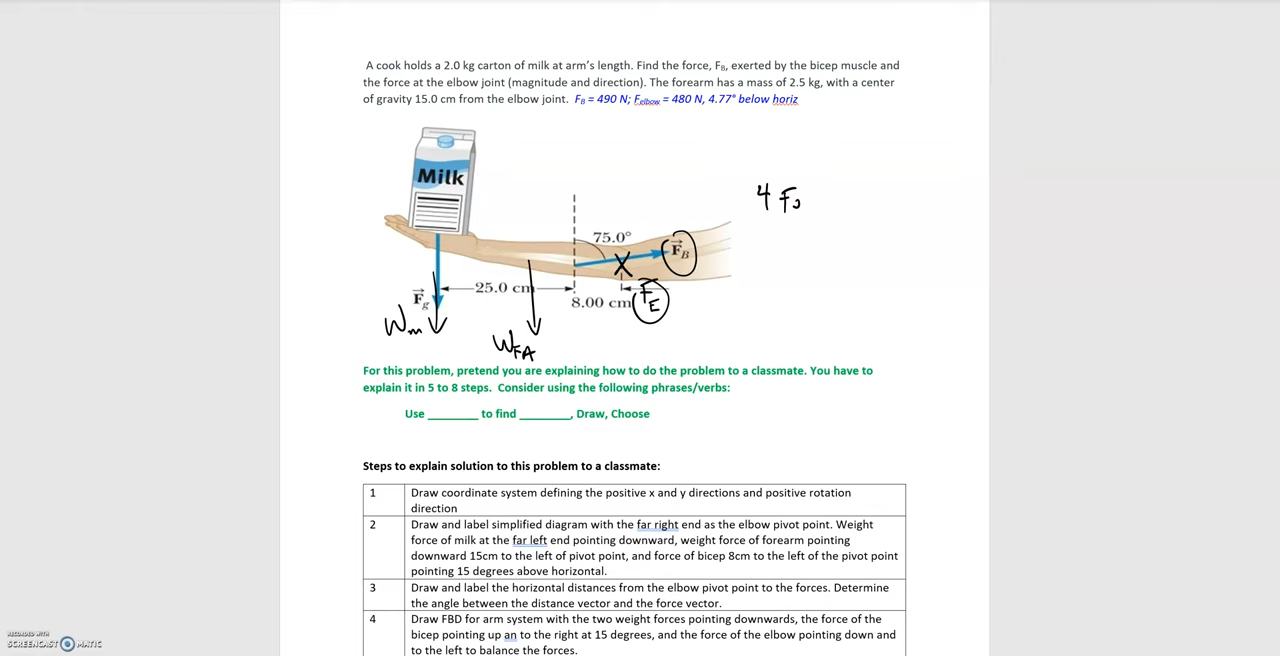 A cook holds a 2.0 kg carton of milk at arm's length. Find the force, FB, exerted by the bicep muscle and
the force at the elbow joint (magnitude and direction). The forearm has a mass of 2.5 kg, with a center
of gravity 15.0 cm from the elbow joint. FB = 490 N; Felbow = 480 N, 4.77° below horiz
Milk
4 F
75.0°
FB
25.0 cm
Fg
8.00 cm
FE
Wm
WFA
For this problem, pretend you are explaining how to do the problem to a classmate. You have to
explain it in 5 to 8 steps. Consider using the following phrases/verbs:
Use ________ to find ________, Draw, Choose
Steps to explain solution to this problem to a classmate:
1 Draw coordinate system defining the positive x and y directions and positive rotation
direction
2 Draw and label simplified diagram with the far right end as the elbow pivot point. Weight
force of milk at the far left end pointing downward, weight force of forearm pointing
downward 15cm to the left of pivot point, and force of bicep 8cm to the left of the pivot point
pointing 15 degrees above horizontal.
3 Draw and label the horizontal distances from the elbow pivot point to the forces. Determine
the angle between the distance vector and the force vector.
4 Draw FBD for arm system with the two weight forces pointing downwards, the force of the
bicep pointing up an to the right at 15 degrees, and the force of the elbow pointing down and
to the left to balance the forces.
RECORDED WITH
SCREENCAST MATIC